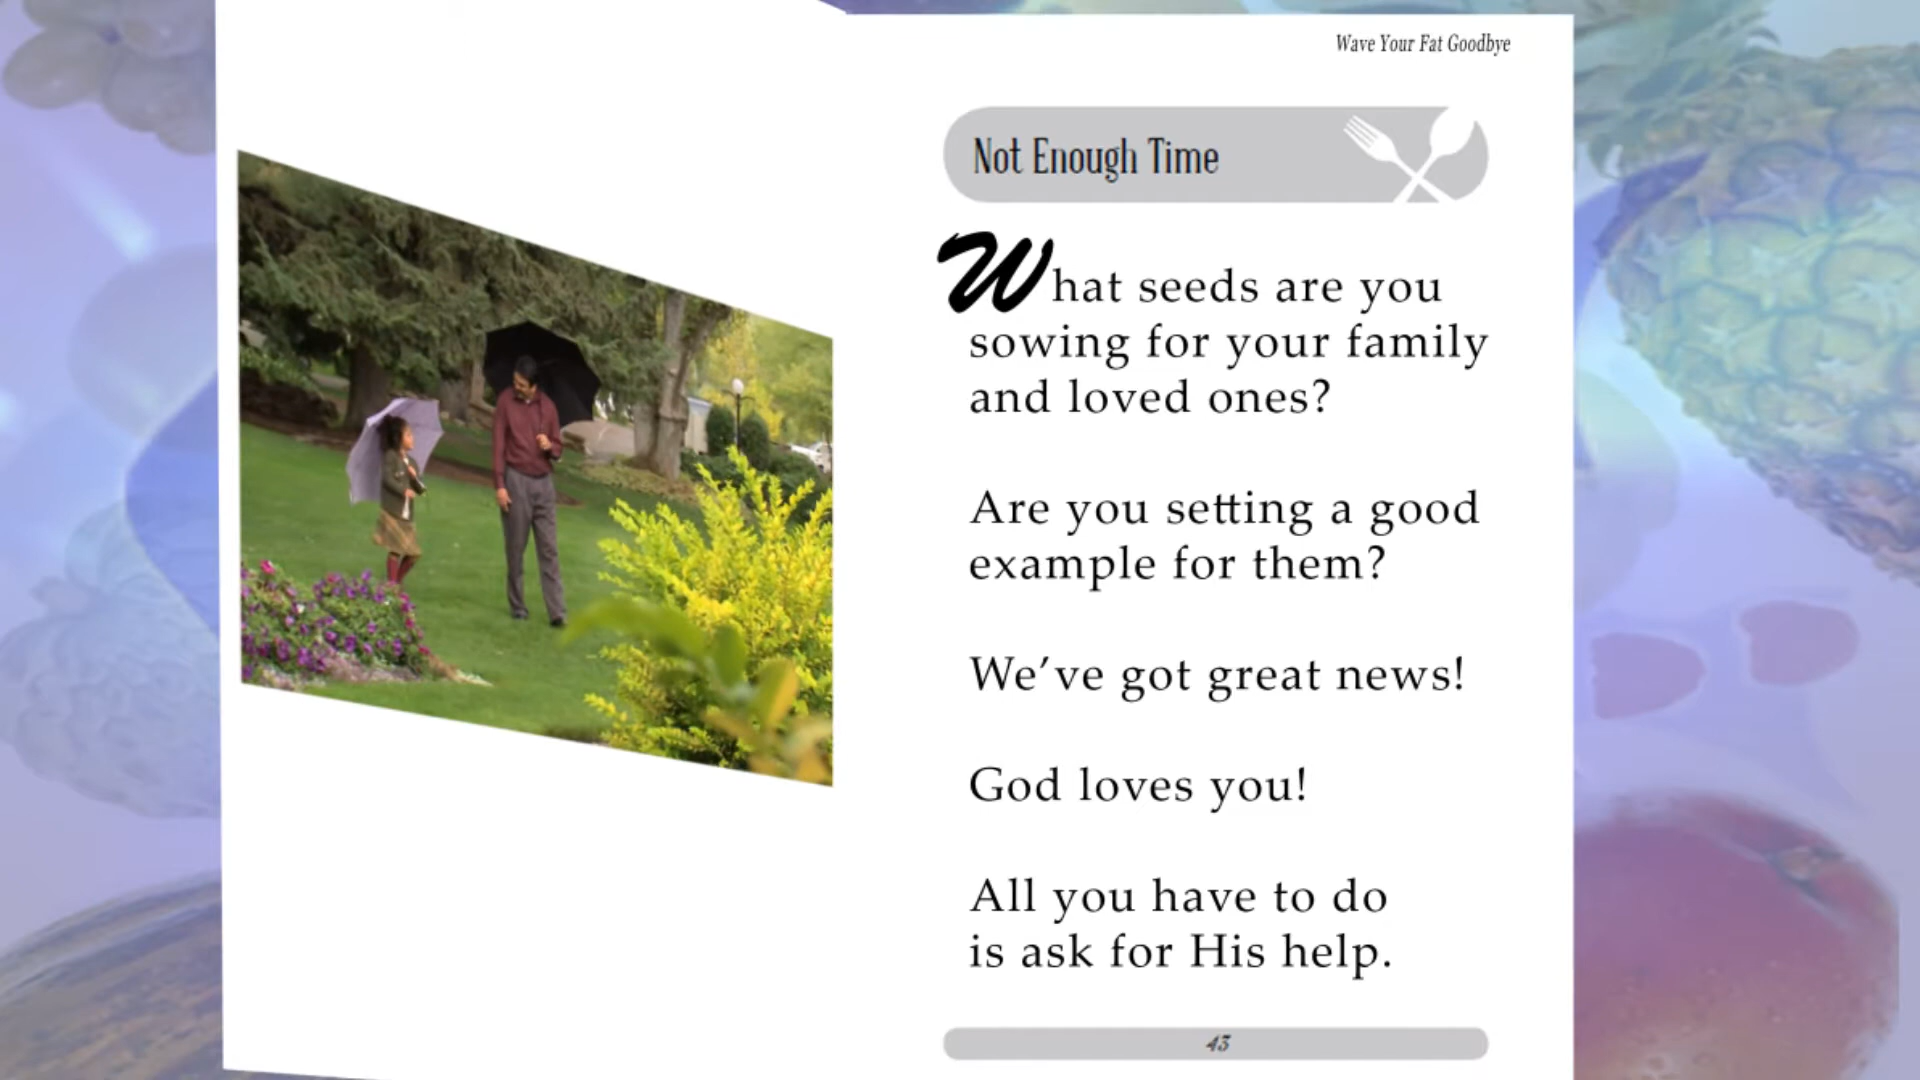 Wave Your Fat Goodbye
Not Enough Time
What seeds are you
sowing for your family
and loved ones?
Are you setting a good
example for them?
We’ve got great news!
God loves you!
All you have to do
is ask for His help.
43